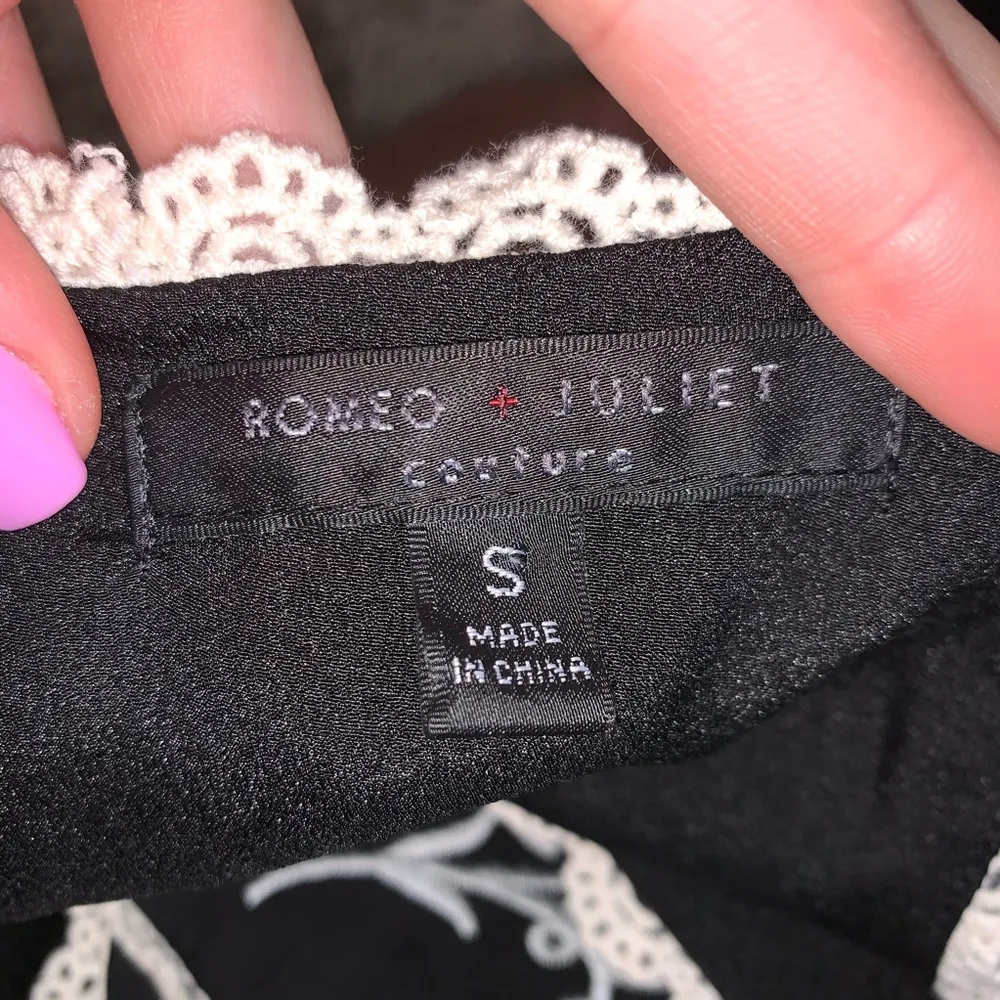 ROMEO + JULIET
couture
S
MADE
IN CHINA